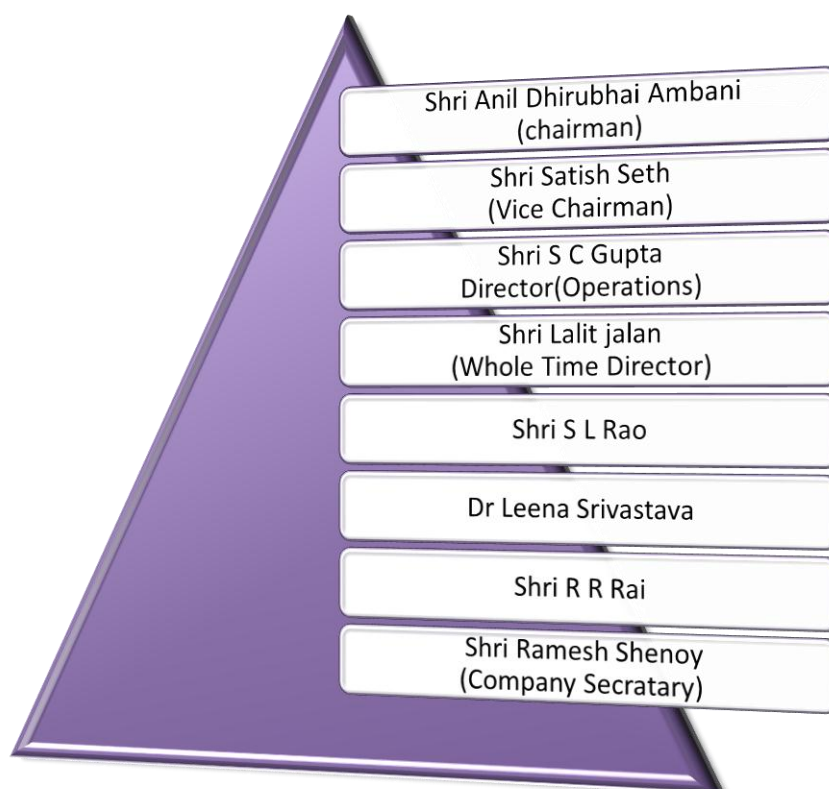 Shri Anil Dhirubhai Ambani
(chairman)
Shri Satish Seth
(Vice Chairman)
Shri S C Gupta
Director(Operations)
Shri Lalit jalan
(Whole Time Director)
Shri S L Rao
Dr Leena Srivastava
Shri R R Rai
Shri Ramesh Shenoy
(Company Secratary)